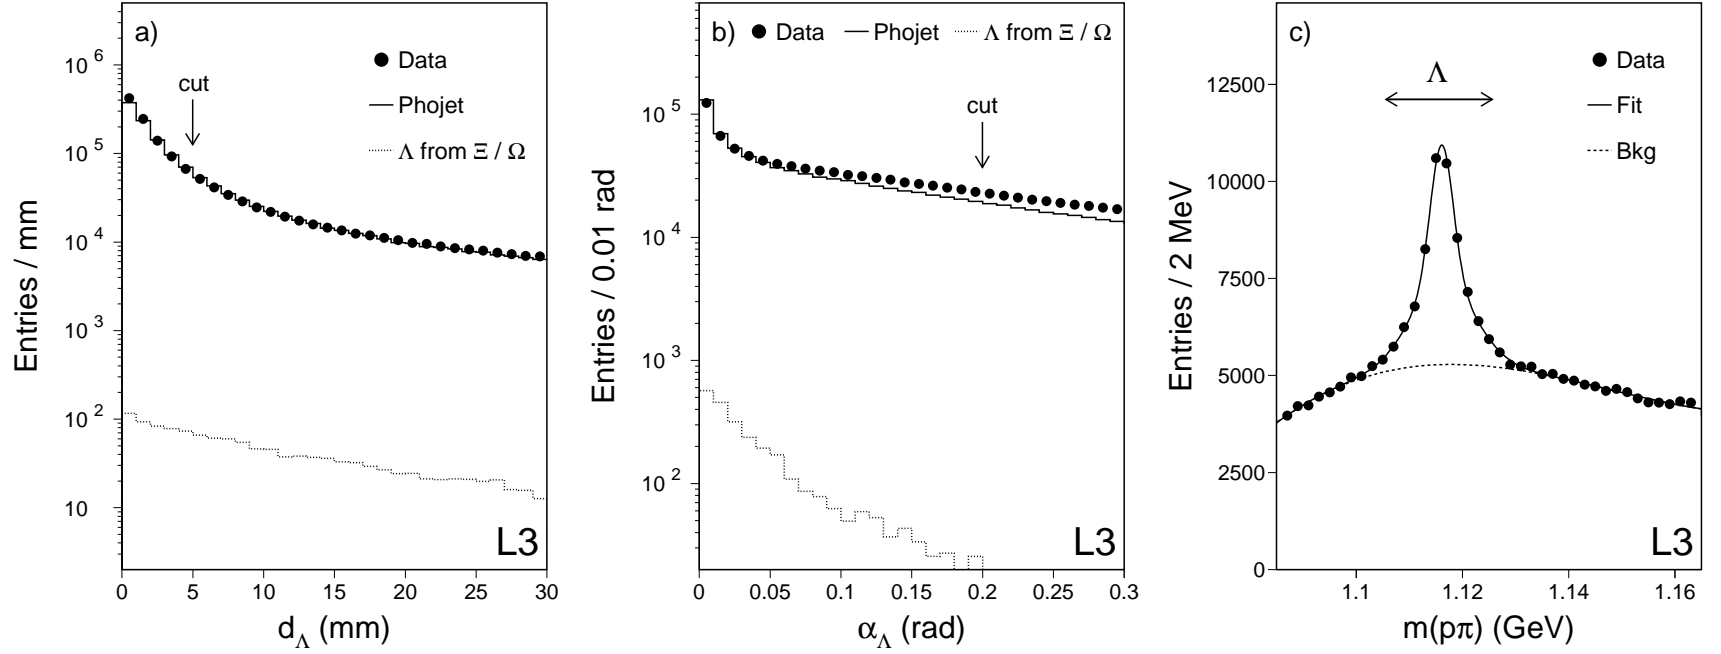 a)
Data
Phojet
Λ from Ξ / Ω
cut
10 6
10 5
10 4
10 3
10 2
10
Entries / mm
L3
0 5 10 15 20 25 30
d Λ (mm)
b) Data Phojet Λ from Ξ / Ω
cut
10 5
10 4
10 3
10 2
Entries / 0.01 rad
L3
0 0.05 0.1 0.15 0.2 0.25 0.3
α Λ (rad)
c)
Data
Fit
Bkg
Λ
12500
10000
7500
5000
2500
0
Entries / 2 MeV
L3
1.1 1.12 1.14 1.16
m(pπ) (GeV)